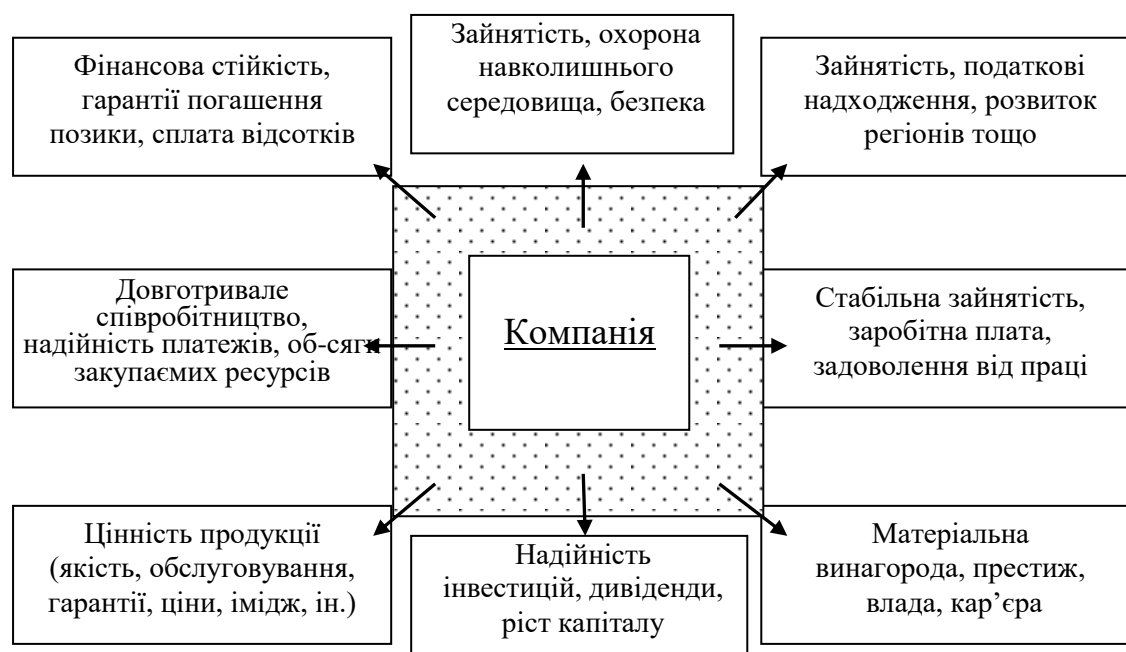 Фінансова стійкість,
гарантії погашення
позики, сплата відсотків
Зайнятість, охорона
навколишнього
середовища, безпека
Зайнятість, податкові
надходження, розвиток
регіонів тощо
Довготривале
співробітництво,
надійність платежів, об-сяги
закупаємих ресурсів
Компанія
Стабільна зайнятість,
заробітна плата,
задоволення від праці
Цінність продукції
(якість, обслуговування,
гарантії, ціни, імідж, ін.)
Надійність
інвестицій, дивіденди,
ріст капіталу
Матеріальна
винагорода, престиж,
влада, кар’єра